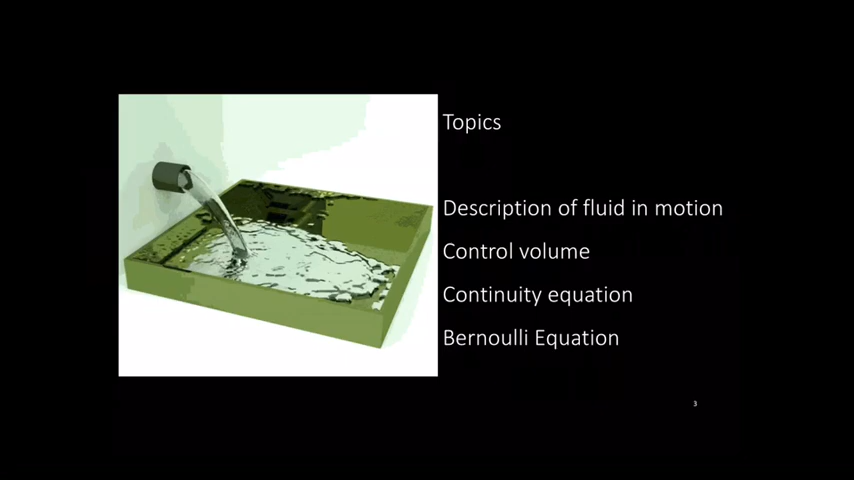 Topics
Description of fluid in motion
Control volume
Continuity equation
Bernoulli Equation
3